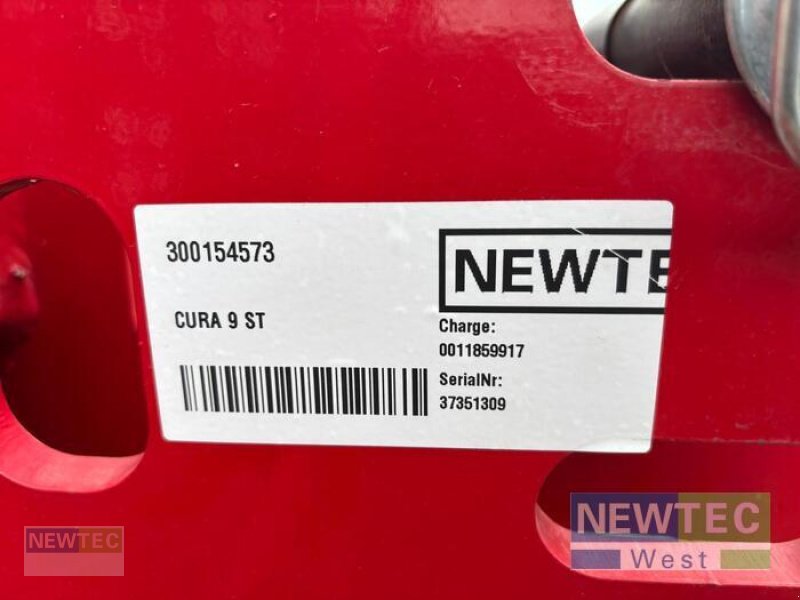 300154573
CURA 9 ST
NEWTE
Charge:
0011859917
SerialNr:
37351309
NEWTEC
NEWTEC
West